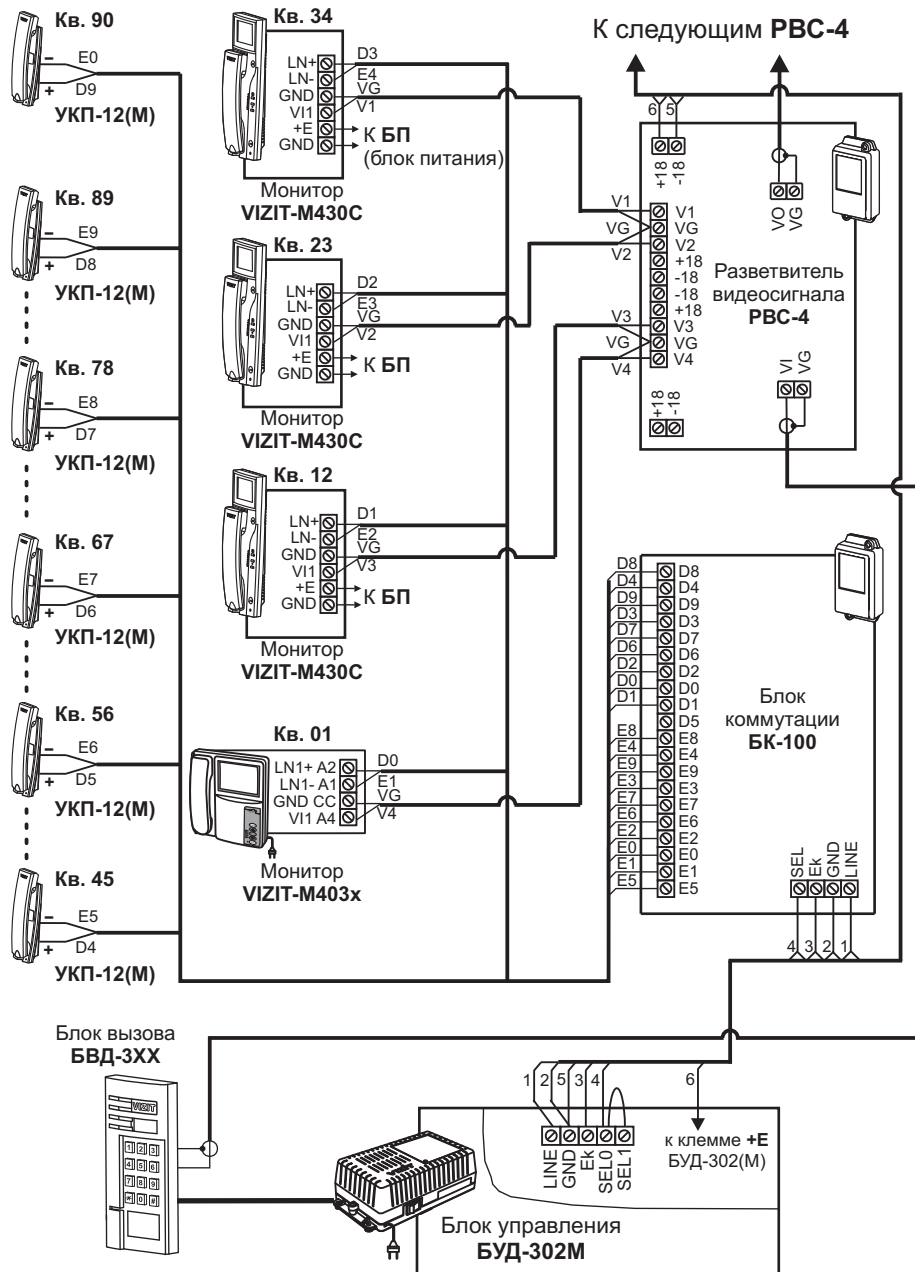 Кв. 90
–
E0
+
D9
УКП-12(М)
Кв. 89
–
E9
+
D8
УКП-12(М)
Кв. 78
–
E8
+
D7
УКП-12(М)
Кв. 67
–
E7
+
D6
УКП-12(М)
Кв. 56
–
E6
+
D5
УКП-12(М)
Кв. 45
–
E5
+
D4
УКП-12(М)
Кв. 34
LN+
LN-
GND
VI1
+E
GND
D3
E4
VG
V1
К БП
(блок питания)
Монитор
VIZIT-M430C
Кв. 23
LN+
LN-
GND
VI1
+E
GND
D2
E3
VG
V2
К БП
Монитор
VIZIT-M430C
Кв. 12
LN+
LN-
GND
VI1
+E
GND
D1
E2
VG
V3
К БП
Монитор
VIZIT-M430C
Кв. 01
LN1+ A2
LN1- A1
GND CC
VI1 A4
D0
E1
VG
V4
Монитор
VIZIT-M403x
К следующим РВС-4
6
5
+18
-18
VO
VG
V1
VG
V2
V3
VG
V4
V1
VG
V2
+18
-18
-18
+18
V3
VG
V4
Разветвитель
видеосигнала
РВС-4
VI
VG
+18
-18
D8
D4
D9
D3
D7
D6
D2
D0
D1
E8
E4
E9
E3
E7
E6
E2
E0
E1
E5
D8
D4
D9
D3
D7
D6
D2
D0
D1
D5
E8
E4
E9
E3
E7
E6
E2
E0
E1
E5
Блок
коммутации
БК-100
SEL
Ek
GND
LINE
4
3
2
1
Блок вызова
БВД-3XX
VIZIT
1 2 3
4 5 6
7 8 9
* 0 #
1
2
5
3
4
6
LINE
GND
Ek
SEL0
SEL1
к клемме +E
БУД-302(М)
Блок управления
БУД-302М